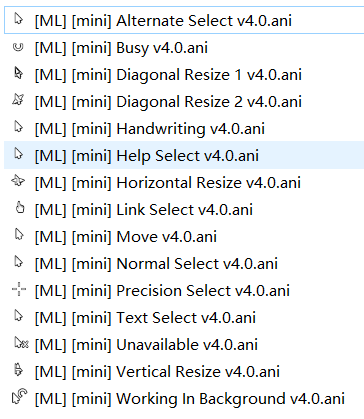 [ML] [mini] Alternate Select v4.0.ani
[ML] [mini] Busy v4.0.ani
[ML] [mini] Diagonal Resize 1 v4.0.ani
[ML] [mini] Diagonal Resize 2 v4.0.ani
[ML] [mini] Handwriting v4.0.ani
[ML] [mini] Help Select v4.0.ani
[ML] [mini] Horizontal Resize v4.0.ani
[ML] [mini] Link Select v4.0.ani
[ML] [mini] Move v4.0.ani
[ML] [mini] Normal Select v4.0.ani
[ML] [mini] Precision Select v4.0.ani
[ML] [mini] Text Select v4.0.ani
[ML] [mini] Unavailable v4.0.ani
[ML] [mini] Vertical Resize v4.0.ani
[ML] [mini] Working In Background v4.0.ani